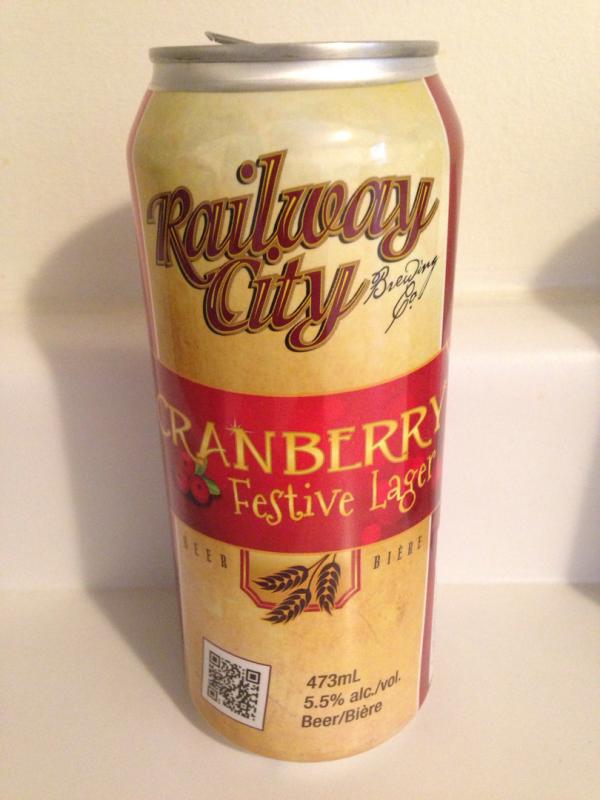 Railway
City
Brewing
Co.
CRANBERRY
Festive Lager
BEER
BIÈRE
473mL
5.5% alc./vol.
Beer/Bière